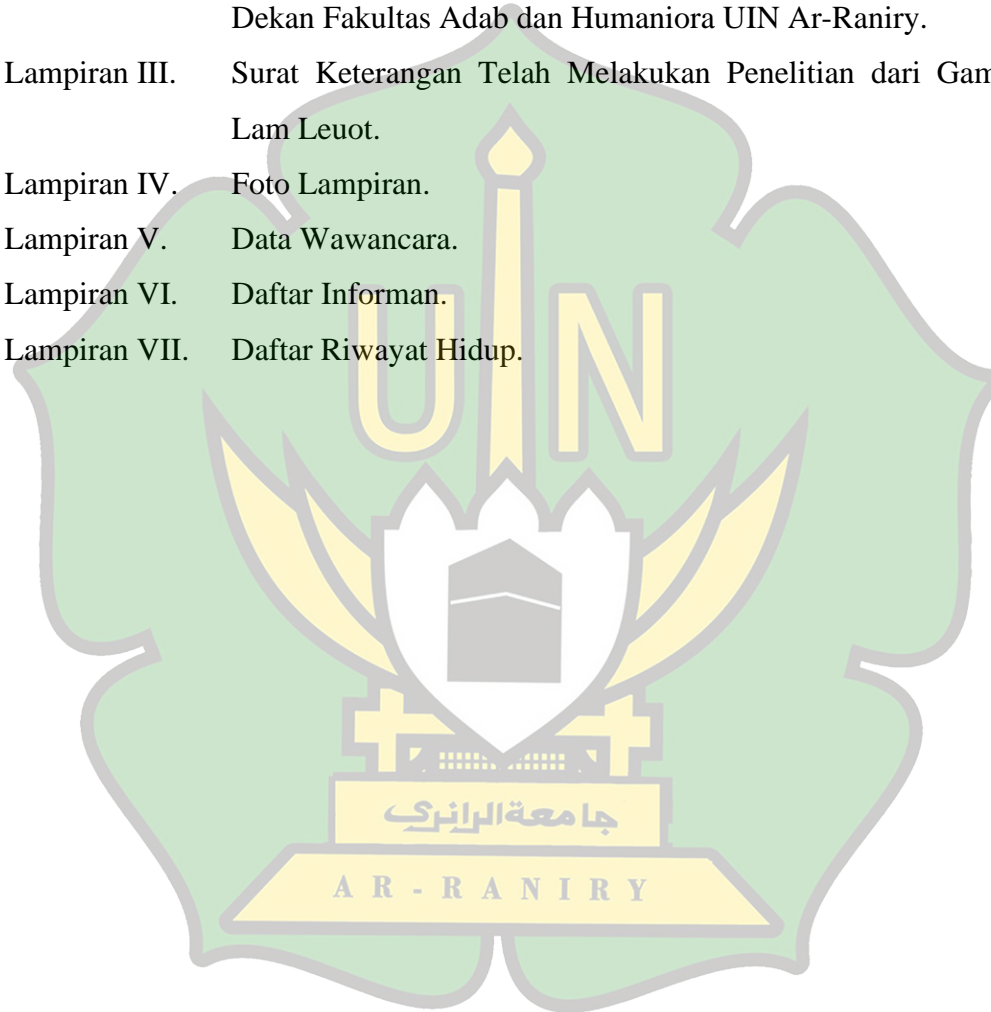 Dekan Fakultas Adab dan Humaniora UIN Ar-Raniry.
Lampiran III. Surat Keterangan Telah Melakukan Penelitian dari
Lam Leuot.
Lampiran IV. Foto Lampiran.
Lampiran V. Data Wawancara.
Lampiran VI. Daftar Informan.
Lampiran VII. Daftar Riwayat Hidup.
UIN
جامعةالرانري
AR-RANIRY